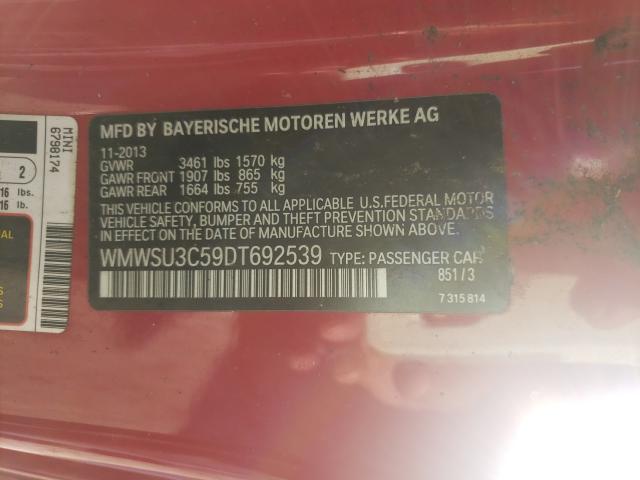 MFD BY BAYERISCHE MOTOREN WERKE AG
11-2013
GVWR 3461 lbs 1570 kg
GAWR FRONT 1907 lbs 865 kg
GAWR REAR 1664 lbs 755 kg
THIS VEHICLE CONFORMS TO ALL APPLICABLE U.S.FEDERAL MOTOR
VEHICLE SAFETY, BUMPER AND THEFT PREVENTION STANDARDS
IN EFFECT ON THE DATE OF MANUFACTURE SHOWN ABOVE.
WMWSU3C59DT692539 TYPE: PASSENGER CAR
851/3
7 315 814
MINI
6798174
2
16 lbs.
16 lb.